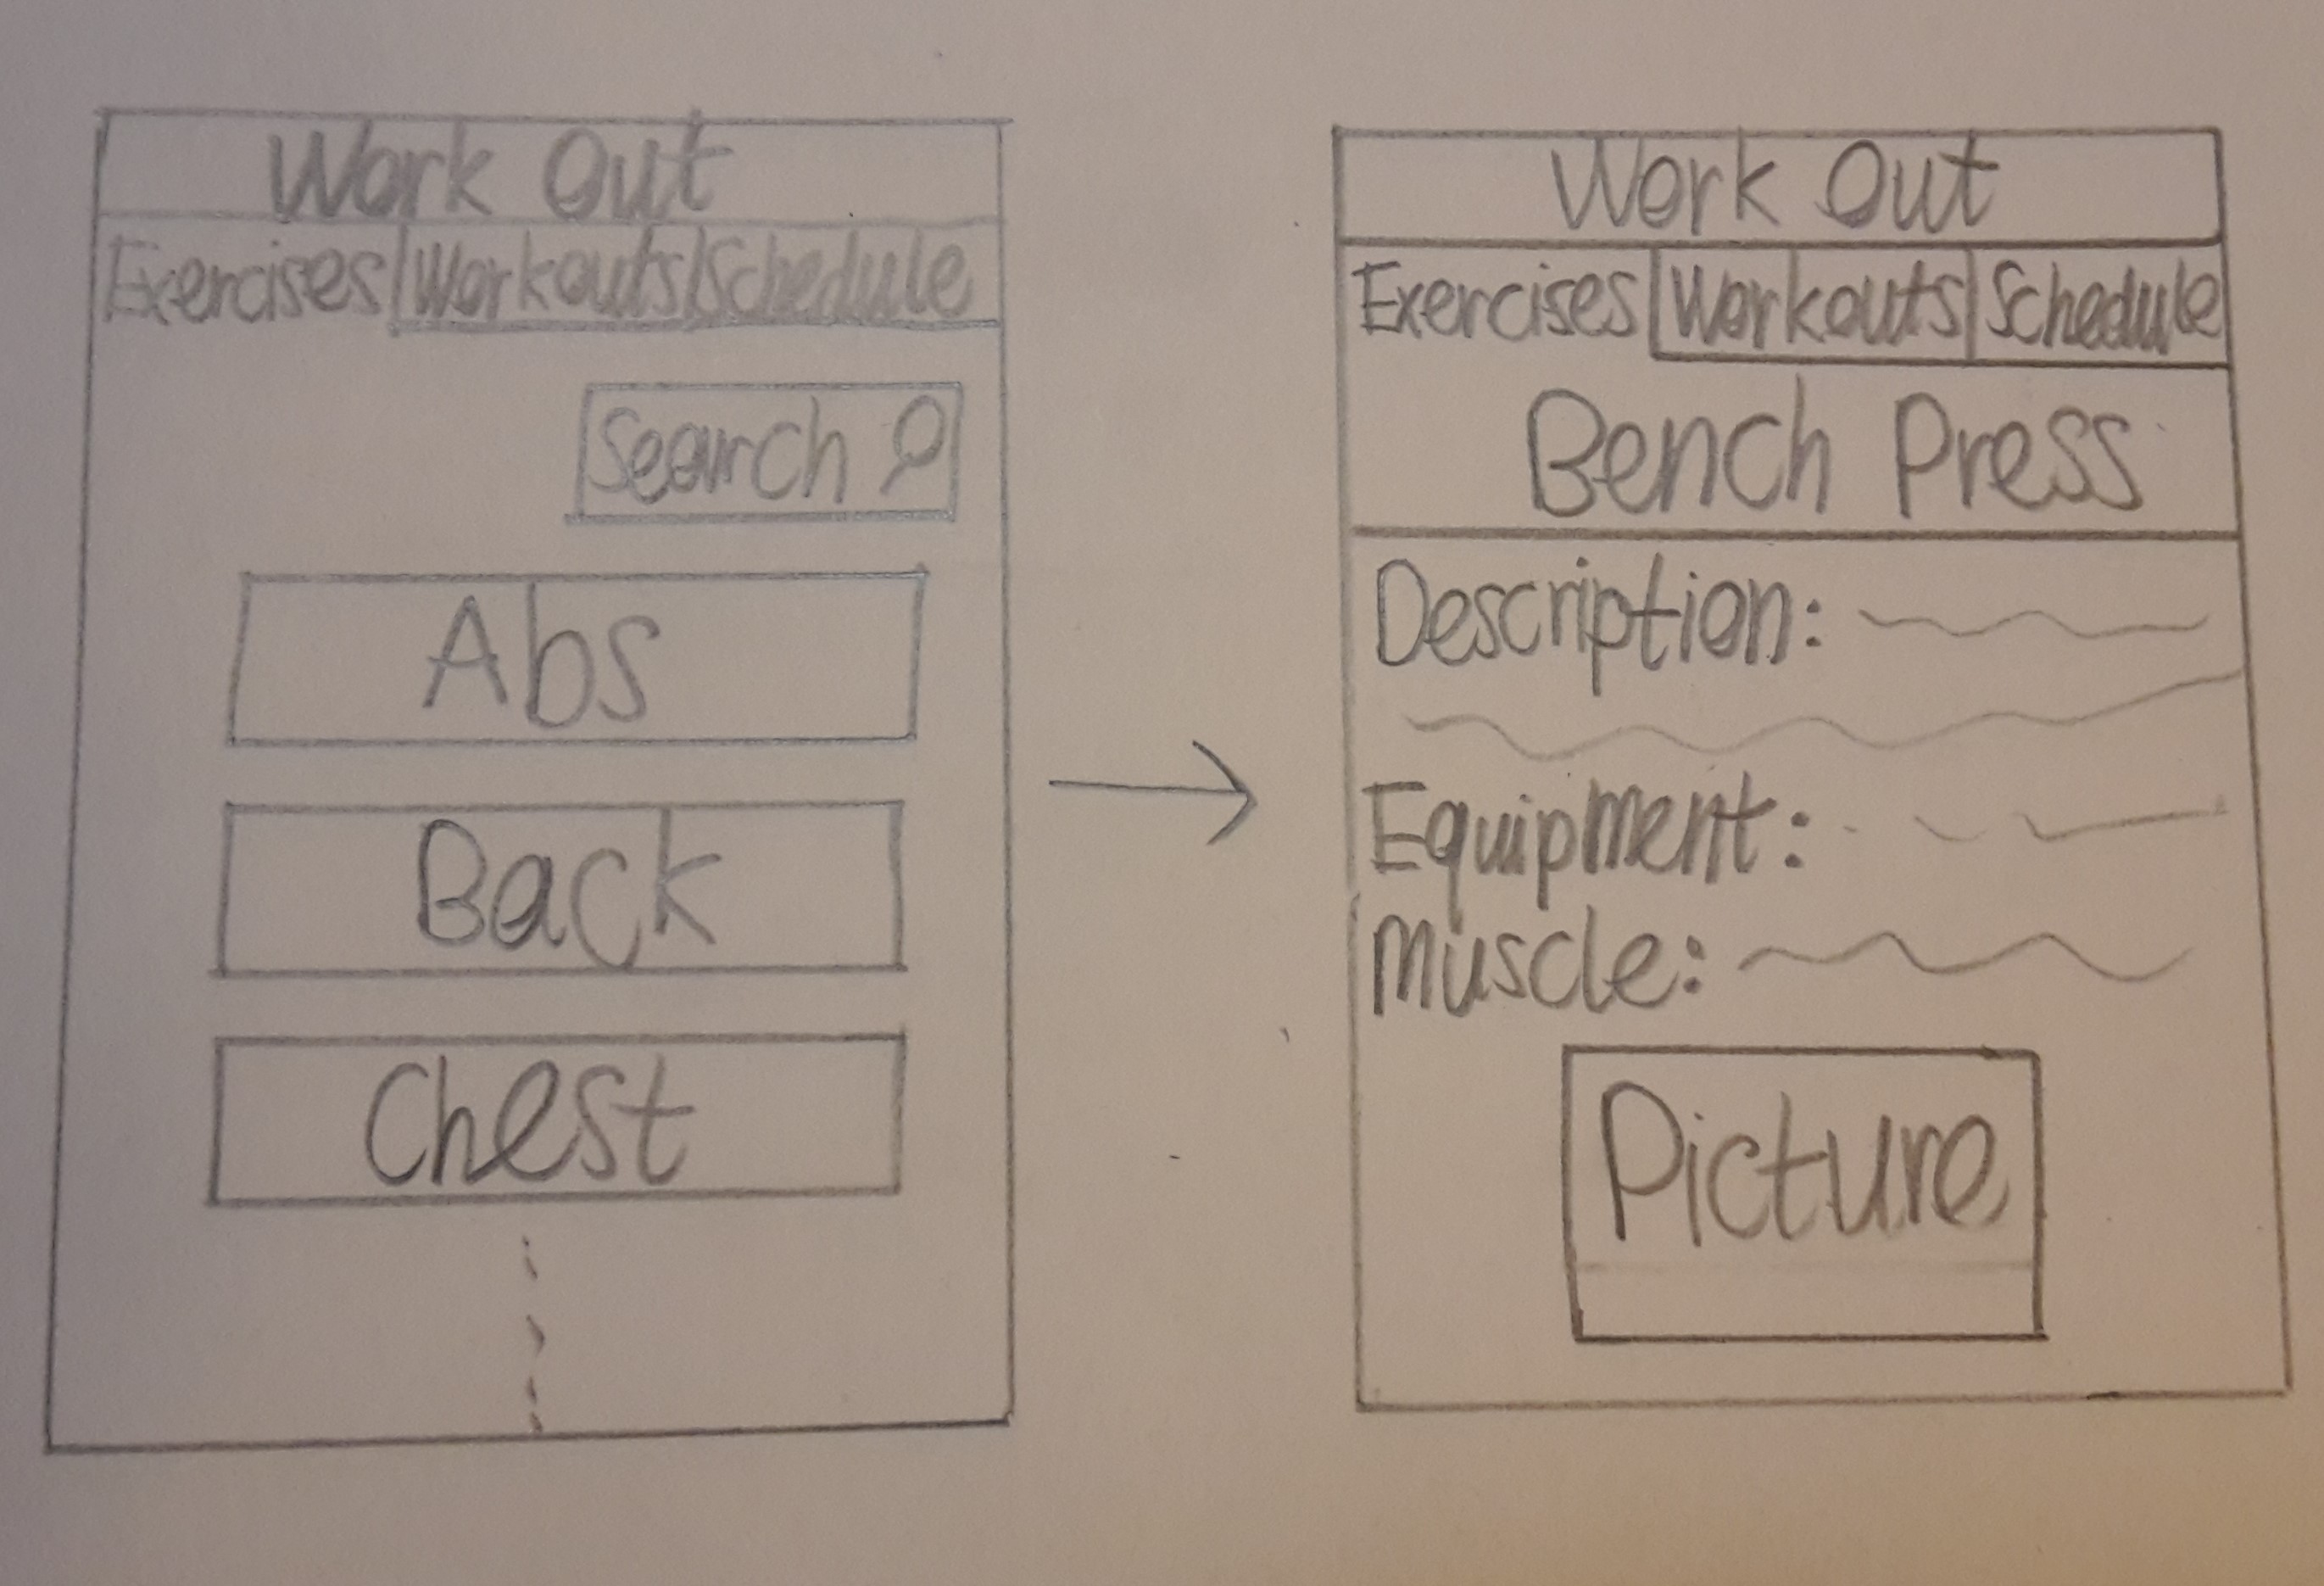 Work Out
Exercises Workouts Schedule
Search
Abs
Back
Chest
Work Out
Exercises Workouts Schedule
Bench Press
Description:
Equipment:
Muscle:
Picture